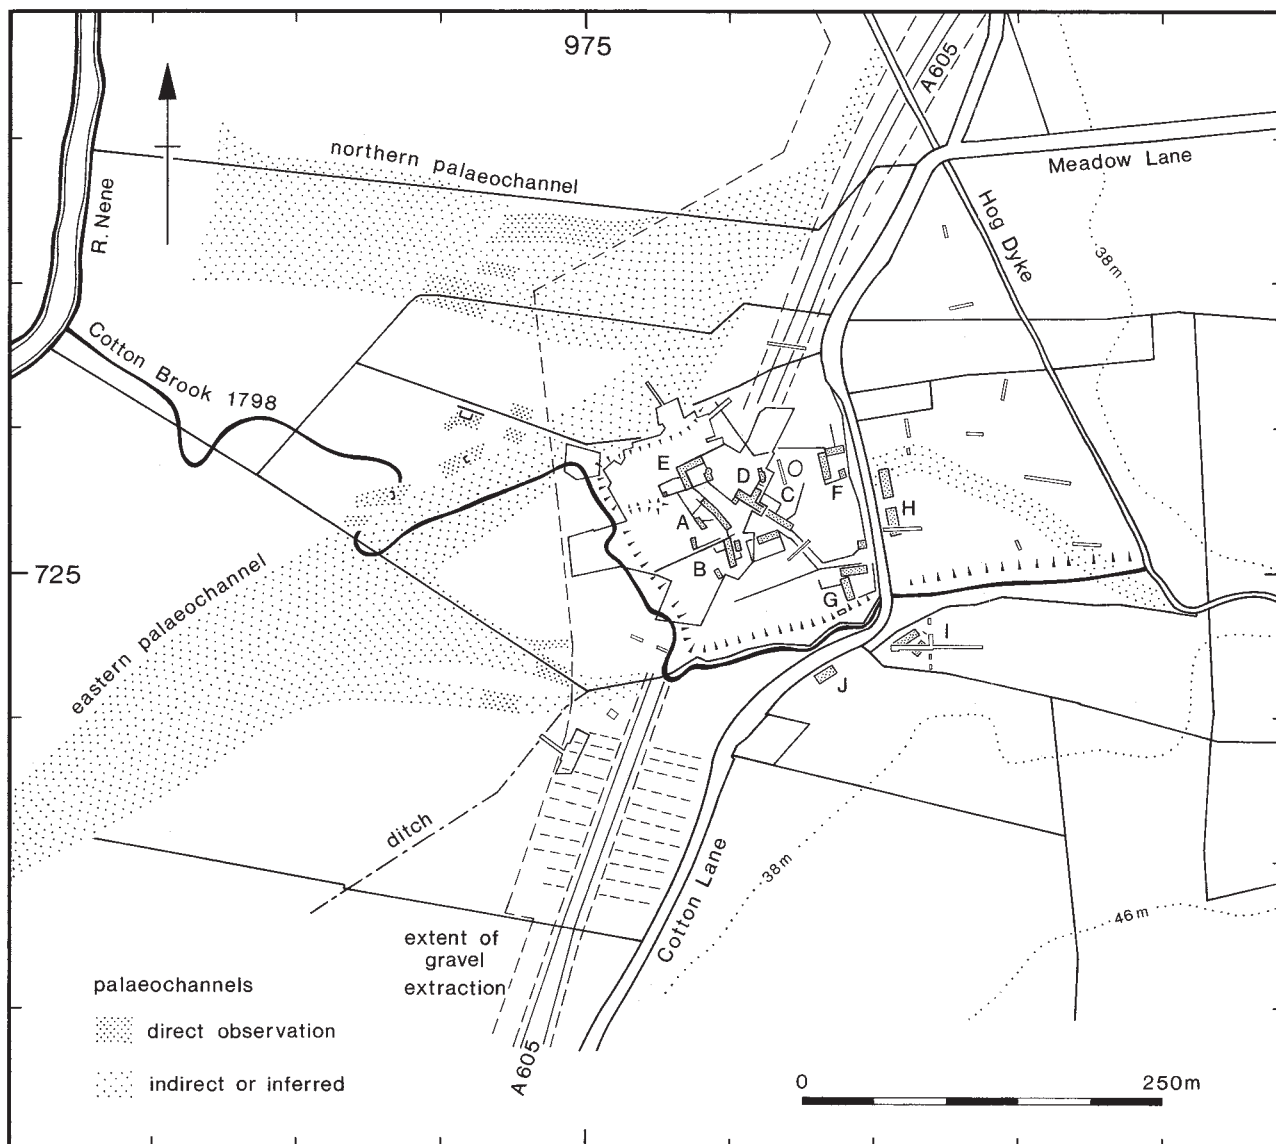 975
A605
northern palaeochannel
Meadow Lane
R. Nene
Hog Dyke
38m
Cotton Brook 1798
E
D
C
F
A
H
B
725
G
I
J
eastern palaeochannel
ditch
38m
Cotton Lane
46m
extent of
gravel
extraction
palaeochannels
direct observation
indirect or inferred
A605
0
250m